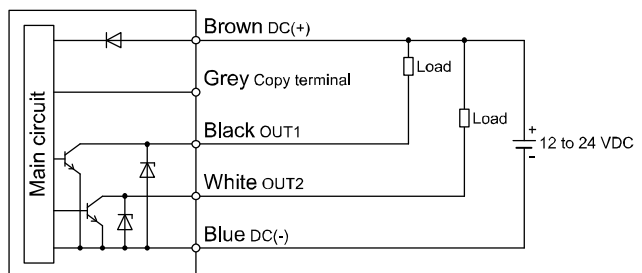 Brown DC(+)
Load
Grey Copy terminal
Load
Main circuit
Black OUT1
+
12 to 24 VDC
-
White OUT2
Blue DC(-)